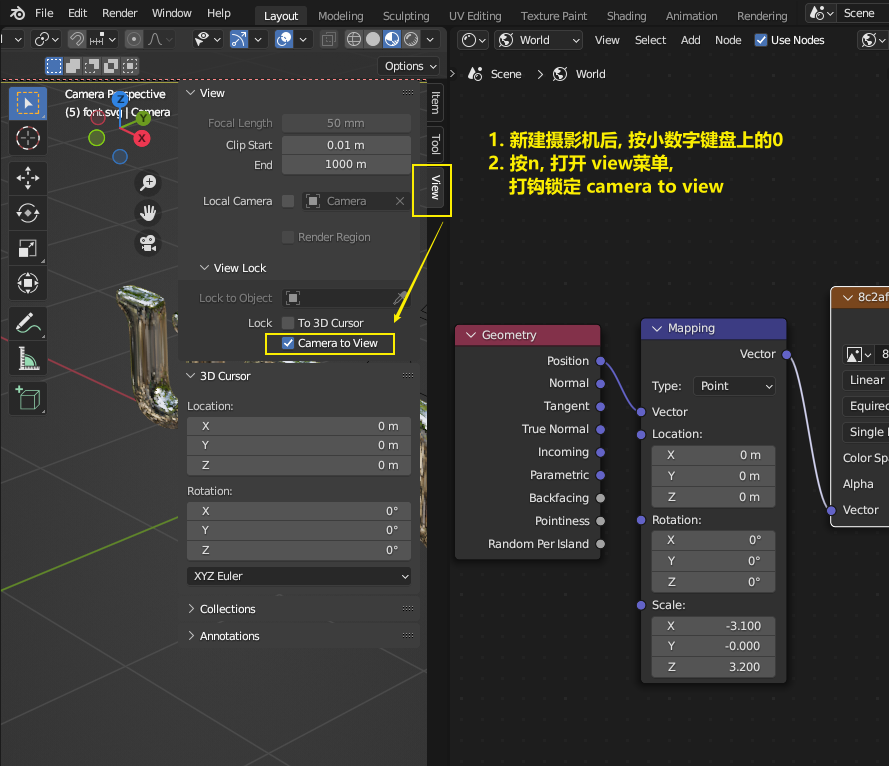 File Edit Render Window Help Layout Modeling Sculpting UV Editing Texture Paint Shading Animation Rendering Scene
World View Select Add Node Use Nodes
Options
Scene World
Camera Perspective
(5) font.svg | Camera
Z
Y
X
Item
Tool
View
View
Focal Length 50 mm
Clip Start 0.01 m
End 1000 m
Local Camera Camera
Render Region
View Lock
Lock to Object
Lock To 3D Cursor
Camera to View
3D Cursor
Location:
X 0 m
Y 0 m
Z 0 m
Rotation:
X 0°
Y 0°
Z 0°
XYZ Euler
Collections
Annotations
1. 新建摄影机后, 按小数字键盘上的0
2. 按n, 打开 view菜单,
打钩锁定 camera to view
Geometry
Position
Normal
Tangent
True Normal
Incoming
Parametric
Backfacing
Pointiness
Random Per Island
Mapping
Vector
Type: Point
Vector
Location:
X 0 m
Y 0 m
Z 0 m
Rotation:
X 0°
Y 0°
Z 0°
Scale:
X -3.100
Y -0.000
Z 3.200
8c2af
Linear
Equirec
Single
Color Spa
Alpha
Vector